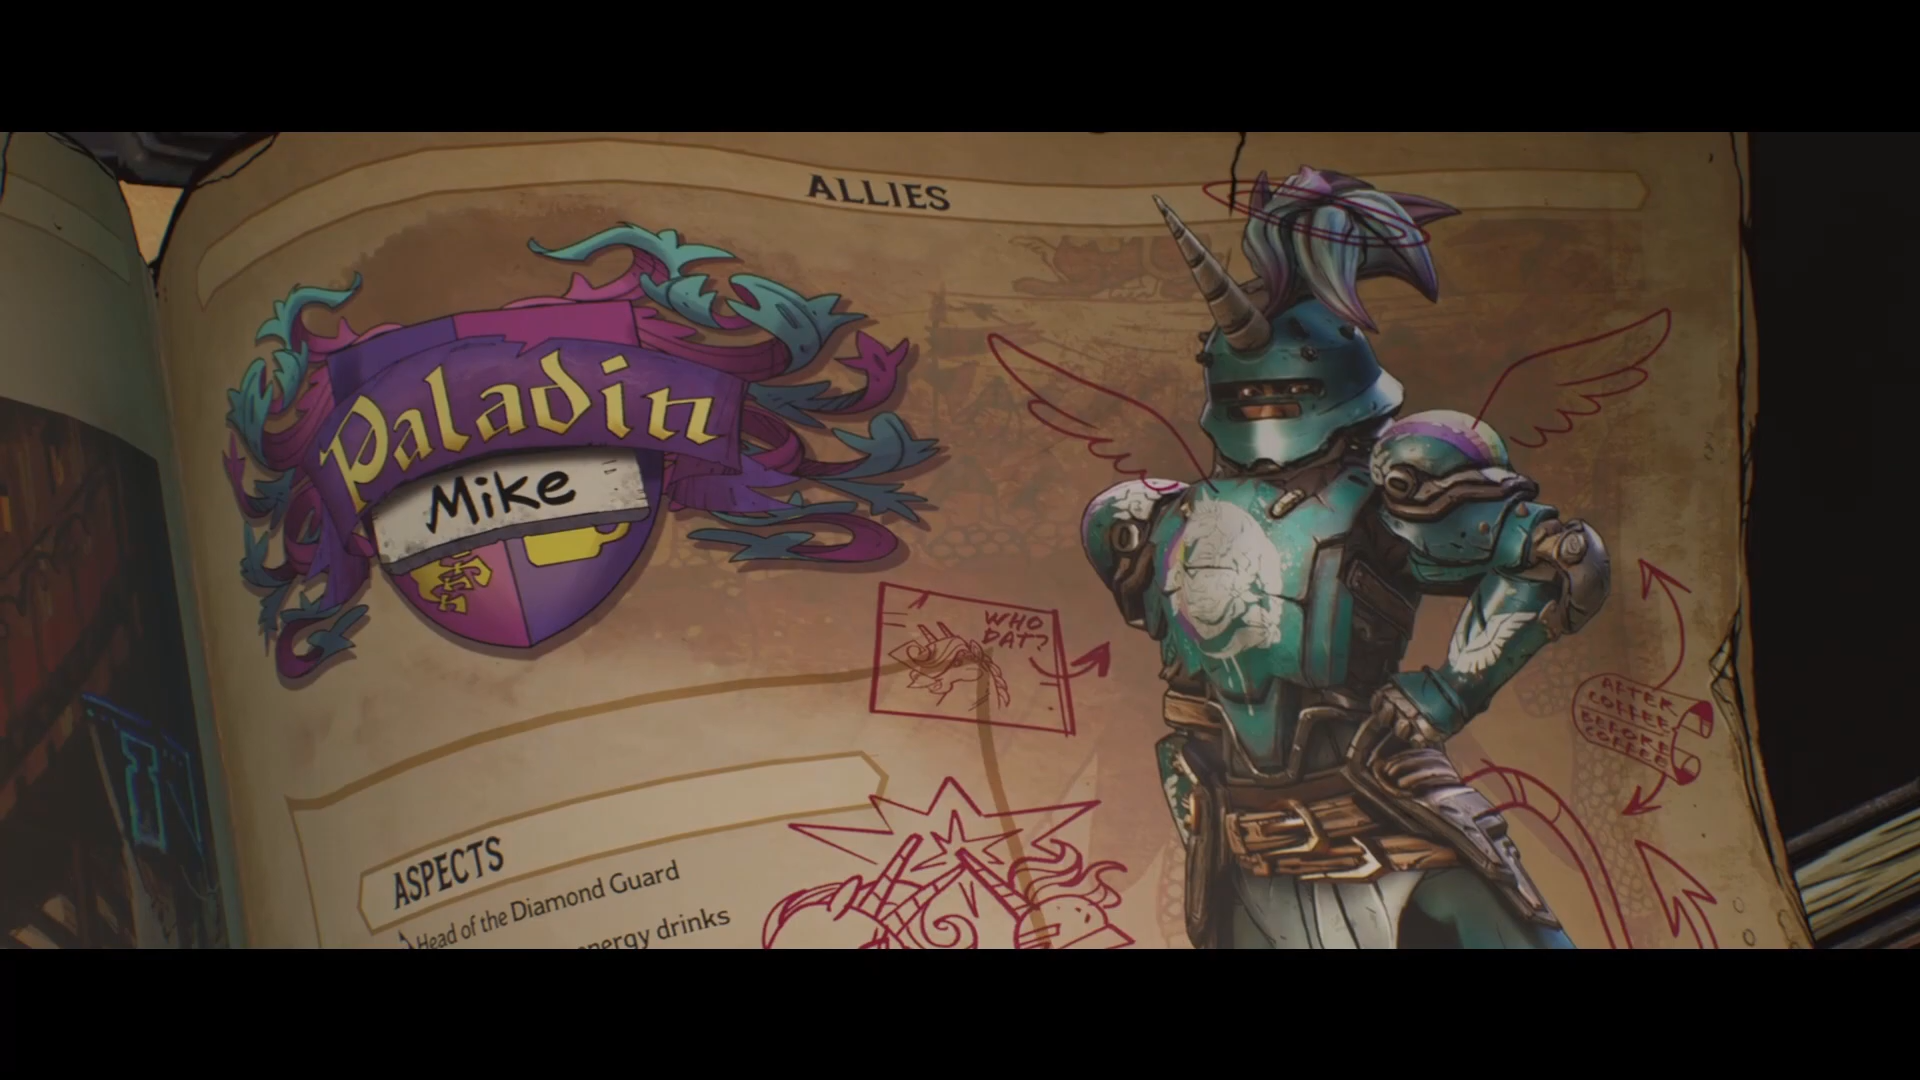 ALLIES
Paladin
Mike
WHO
DAT?
AFTER
COFFEE
BEFORE
COFFEE
ASPECTS
Head of the Diamond Guard
energy drinks